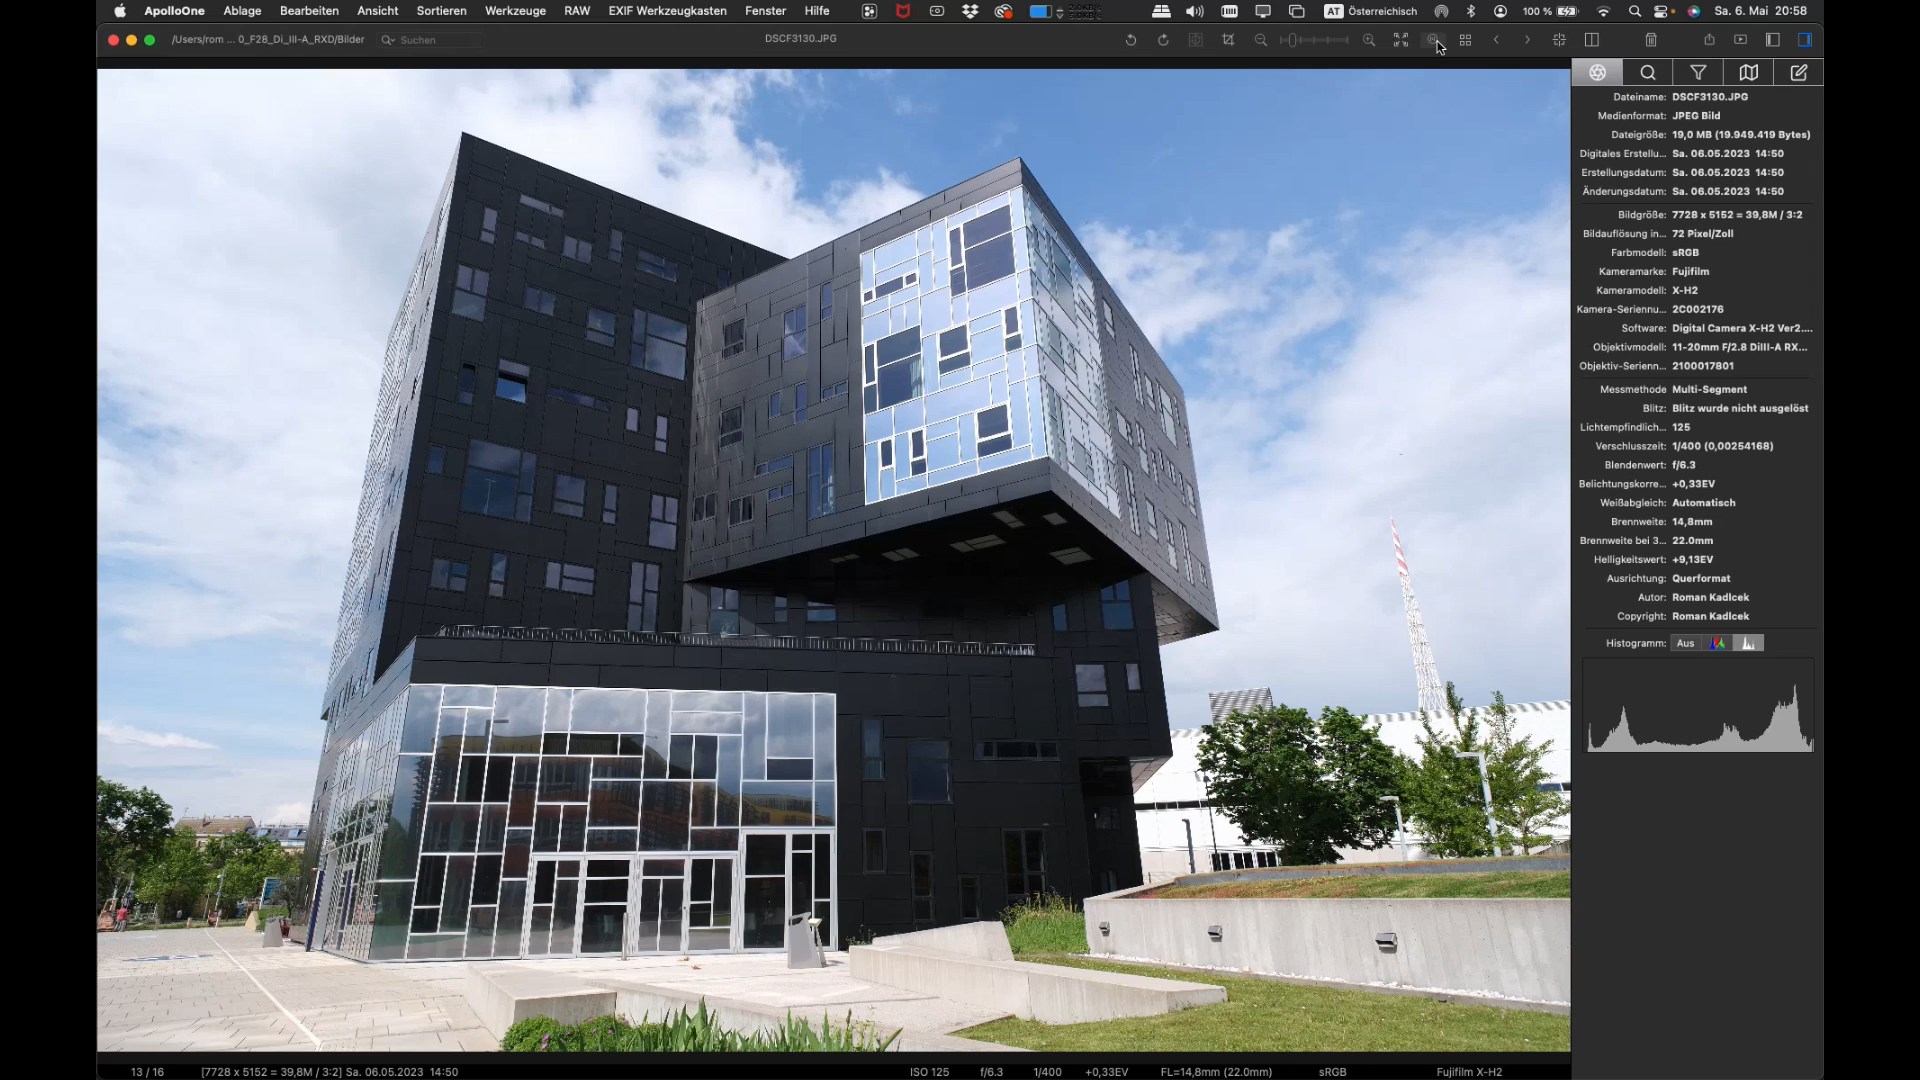 ApolloOne Ablage Bearbeiten Ansicht Sortieren Werkzeuge RAW EXIF Werkzeugkasten Fenster Hilfe AT Österreichisch 100 % Sa. 6. Mai 20:58
/Users/rom ... 0_F28_Di_III-A_RXD/Bilder Suchen DSCF3130.JPG
Dateiname: DSCF3130.JPG
Medienformat: JPEG Bild
Dateigröße: 19,0 MB (19.949.419 Bytes)
Digitales Erstellu... Sa. 06.05.2023 14:50
Erstellungsdatum: Sa. 06.05.2023 14:50
Änderungsdatum: Sa. 06.05.2023 14:50
Bildgröße: 7728 x 5152 = 39,8M / 3:2
Bildauflösung in... 72 Pixel/Zoll
Farbmodell: sRGB
Kameramarke: Fujifilm
Kameramodell: X-H2
Kamera-Seriennu... 2C002176
Software: Digital Camera X-H2 Ver2....
Objektivmodell: 11-20mm F/2.8 DiIII-A RX...
Objektiv-Serienn... 2100017801
Messmethode Multi-Segment
Blitz: Blitz wurde nicht ausgelöst
Lichtempfindlich... 125
Verschlusszeit: 1/400 (0,00254168)
Blendenwert: f/6.3
Belichtungskorre... +0,33EV
Weißabgleich: Automatisch
Brennweite: 14,8mm
Brennweite bei 3... 22.0mm
Helligkeitswert: +9,13EV
Ausrichtung: Querformat
Autor: Roman Kadlcek
Copyright: Roman Kadlcek
Histogramm: Aus
13 / 16 [7728 x 5152 = 39,8M / 3:2] Sa. 06.05.2023 14:50 ISO 125 f/6.3 1/400 +0,33EV FL=14,8mm (22.0mm) sRGB Fujifilm X-H2